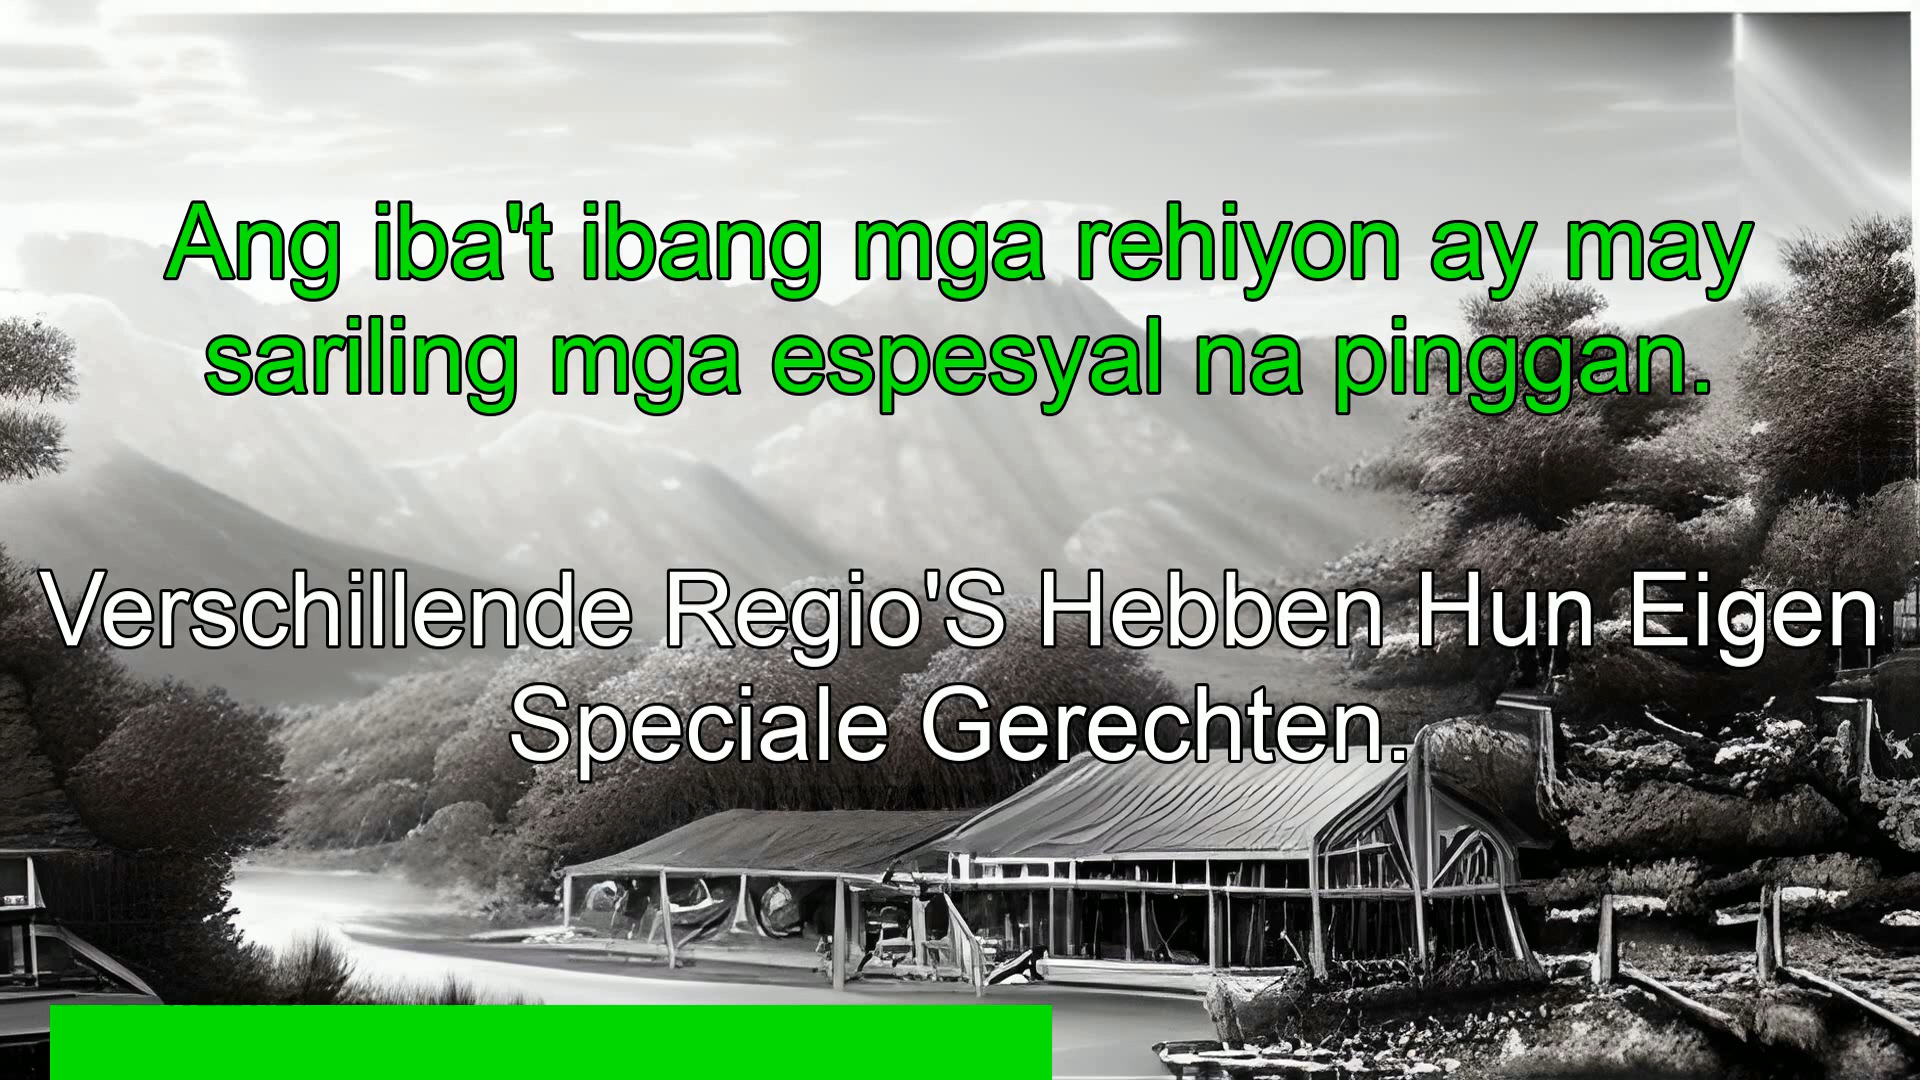 Ang iba't ibang mga rehiyon ay may
sariling mga espesyal na pinggan.
Verschillende Regio'S Hebben Hun Eigen
Speciale Gerechten.